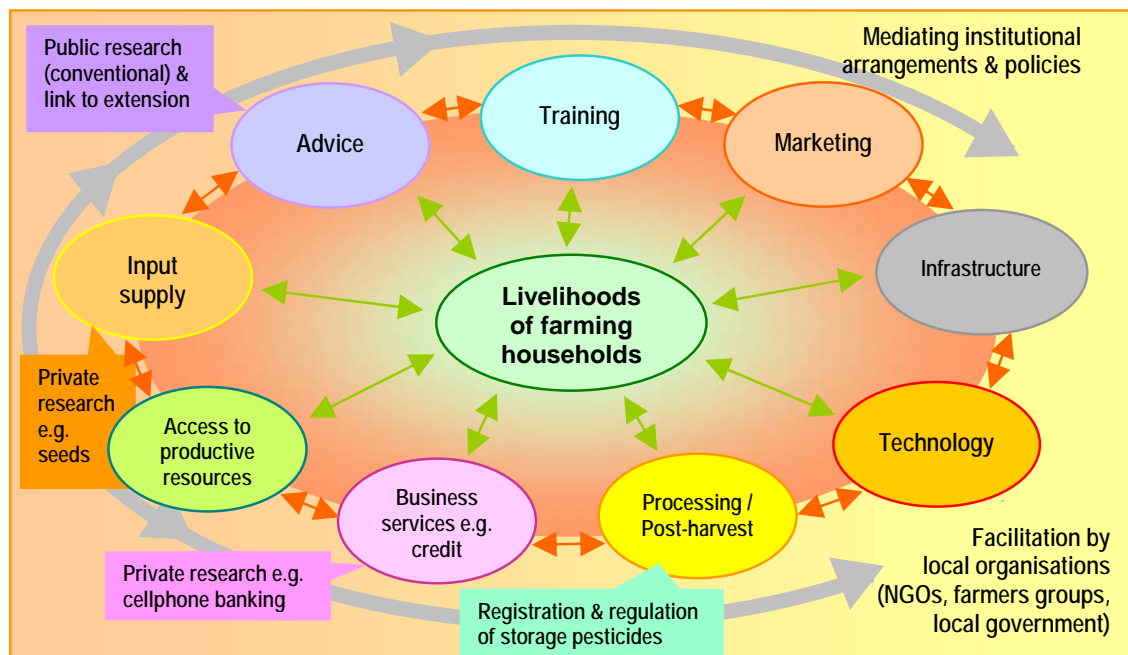 Public research
(conventional) &
link to extension
Mediating institutional
arrangements & policies
Advice
Training
Marketing
Input
supply
Infrastructure
Livelihoods
of farming
households
Private
research
e.g.
seeds
Access to
productive
resources
Technology
Business
services e.g.
credit
Processing /
Post-harvest
Private research e.g.
cellphone banking
Registration & regulation
of storage pesticides
Facilitation by
local organisations
(NGOs, farmers groups,
local government)